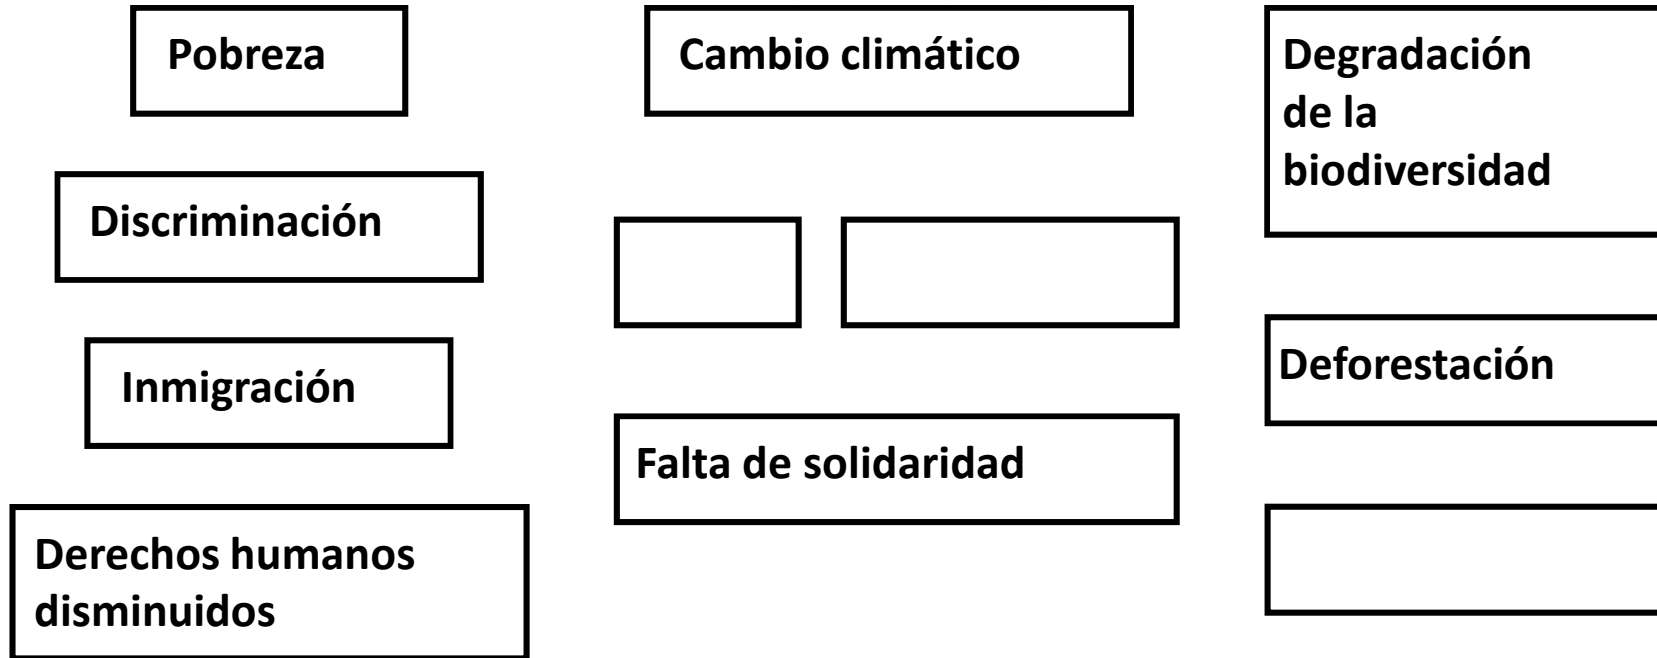 Pobreza
Discriminación
Inmigración
Derechos humanos
disminuidos
Cambio climático
Falta de solidaridad
Degradación
de la
biodiversidad
Deforestación